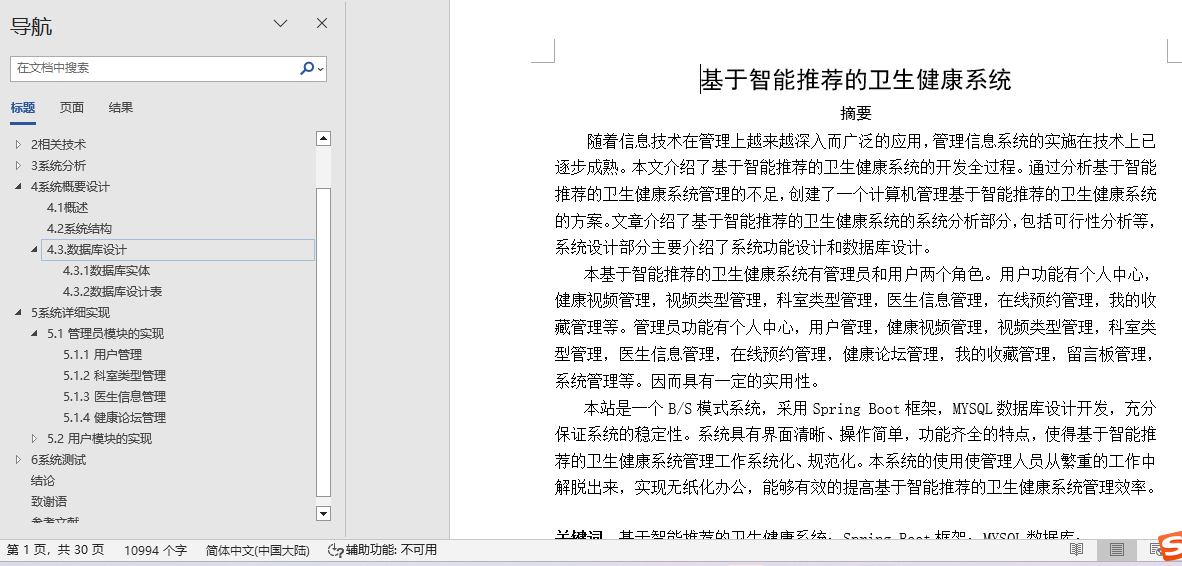 导航
在文档中搜索
标题 页面 结果
2相关技术
3系统分析
4系统概要设计
4.1概述
4.2系统结构
4.3.数据库设计
4.3.1数据库实体
4.3.2数据库设计表
5系统详细实现
5.1 管理员模块的实现
5.1.1 用户管理
5.1.2 科室类型管理
5.1.3 医生信息管理
5.1.4 健康论坛管理
5.2 用户模块的实现
6系统测试
结论
致谢语
参考文献
基于智能推荐的卫生健康系统
摘要
随着信息技术在管理上越来越深入而广泛的应用，管理信息系统的实施在技术上已
逐步成熟。本文介绍了基于智能推荐的卫生健康系统的开发全过程。通过分析基于智能
推荐的卫生健康系统管理的不足，创建了一个计算机管理基于智能推荐的卫生健康系统
的方案。文章介绍了基于智能推荐的卫生健康系统的系统分析部分，包括可行性分析等，
系统设计部分主要介绍了系统功能设计和数据库设计。
本基于智能推荐的卫生健康系统有管理员和用户两个角色。用户功能有个人中心，
健康视频管理，视频类型管理，科室类型管理，医生信息管理，在线预约管理，我的收
藏管理等。管理员功能有个人中心，用户管理，健康视频管理，视频类型管理，科室类
型管理，医生信息管理，在线预约管理，健康论坛管理，我的收藏管理，留言板管理，
系统管理等。因而具有一定的实用性。
本站是一个 B/S 模式系统，采用 Spring Boot 框架，MYSQL 数据库设计开发，充分
保证系统的稳定性。系统具有界面清晰、操作简单，功能齐全的特点，使得基于智能推
荐的卫生健康系统管理工作系统化、规范化。本系统的使用使管理人员从繁重的工作中
解脱出来，实现无纸化办公，能够有效的提高基于智能推荐的卫生健康系统管理效率。
关键词：基于智能推荐的卫生健康系统；Spring Boot 框架；MYSQL 数据库；
第 1 页，共 30 页 10994 个字 简体中文(中国大陆) 辅助功能: 不可用